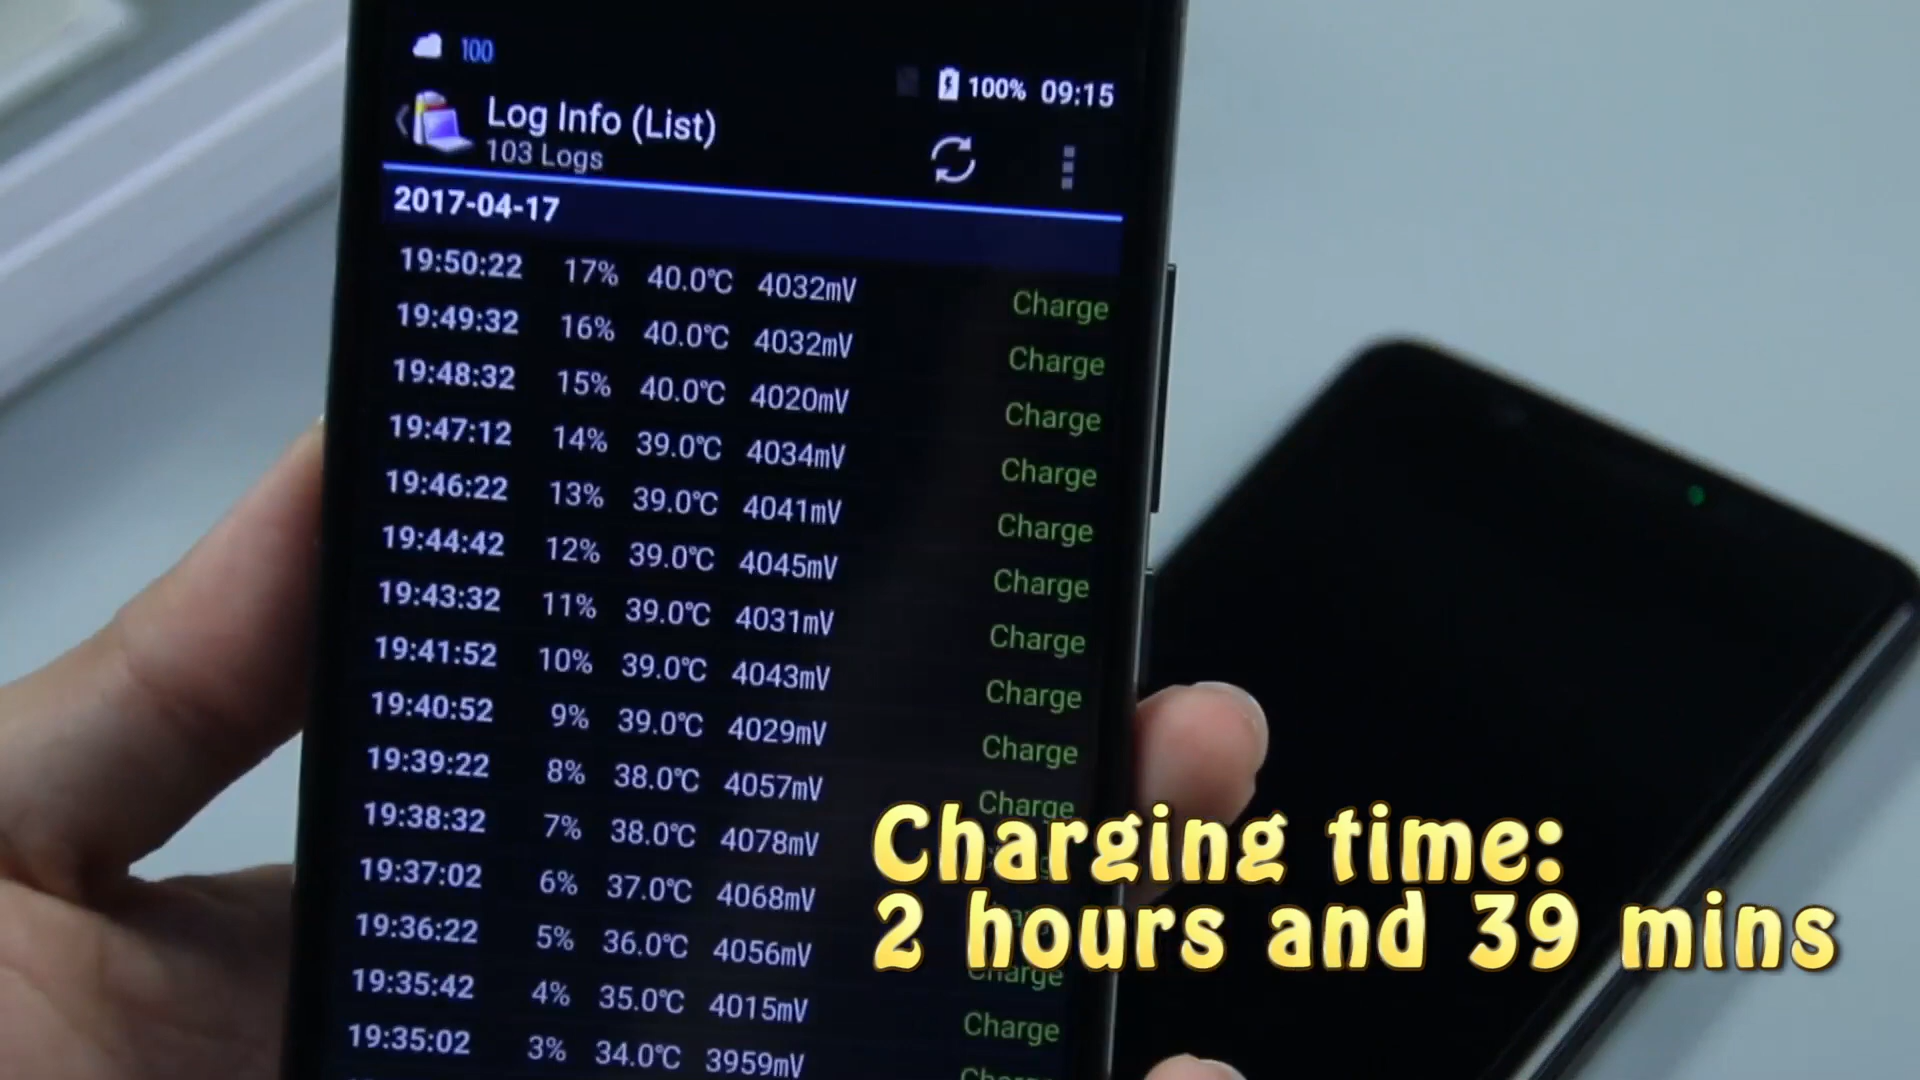 100
100% 09:15
Log Info (List)
103 Logs
2017-04-17
19:50:22 17% 40.0℃ 4032mV Charge
19:49:32 16% 40.0℃ 4032mV Charge
19:48:32 15% 40.0℃ 4020mV Charge
19:47:12 14% 39.0℃ 4034mV Charge
19:46:22 13% 39.0℃ 4041mV Charge
19:44:42 12% 39.0℃ 4045mV Charge
19:43:32 11% 39.0℃ 4031mV Charge
19:41:52 10% 39.0℃ 4043mV Charge
19:40:52 9% 39.0℃ 4029mV Charge
19:39:22 8% 38.0℃ 4057mV Charge
19:38:32 7% 38.0℃ 4078mV
19:37:02 6% 37.0℃ 4068mV
19:36:22 5% 36.0℃ 4056mV Charge
19:35:42 4% 35.0℃ 4015mV Charge
19:35:02 3% 34.0℃ 3959mV Charge
Charging time:
2 hours and 39 mins